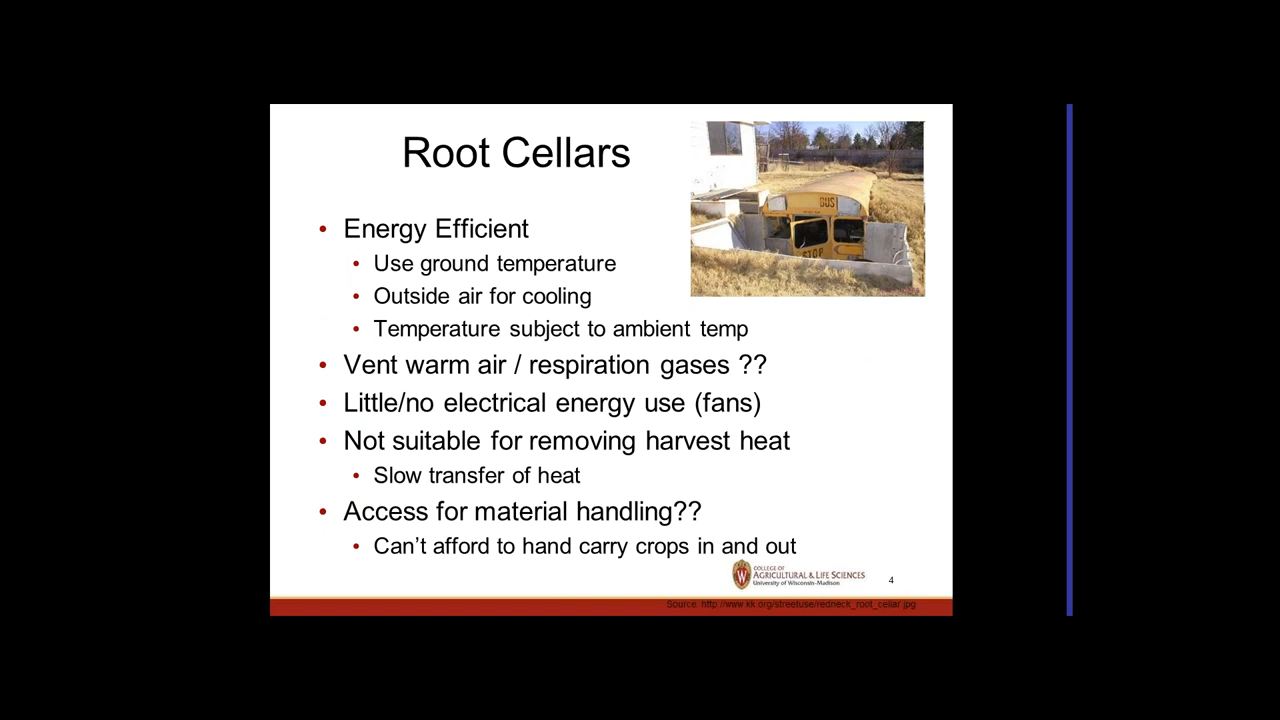 Root Cellars
BUS
STOP
• Energy Efficient
• Use ground temperature
• Outside air for cooling
• Temperature subject to ambient temp
• Vent warm air / respiration gases ??
• Little/no electrical energy use (fans)
• Not suitable for removing harvest heat
• Slow transfer of heat
• Access for material handling??
• Can’t afford to hand carry crops in and out
W
COLLEGE OF
AGRICULTURAL & LIFE SCIENCES
University of Wisconsin-Madison
4
Source: http://www.kk.org/streetuse/redneck_root_cellar.jpg